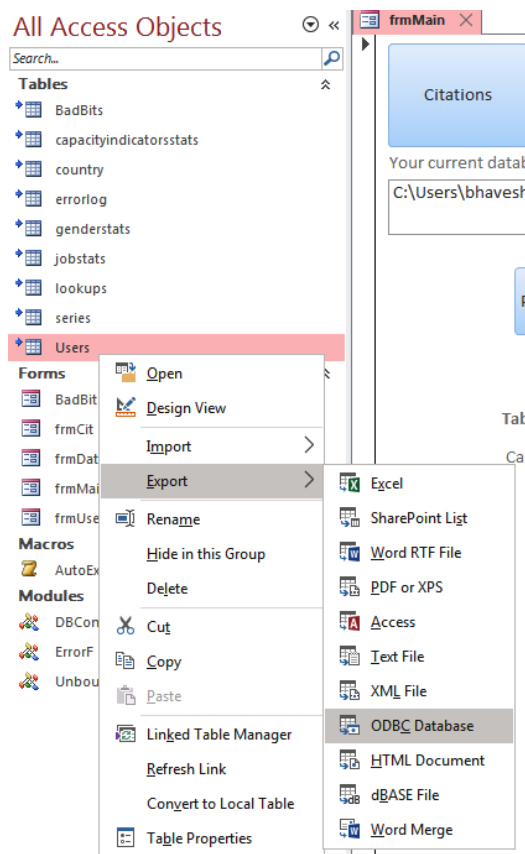 All Access Objects
Search...
Tables
BadBits
capacityindicatorsstats
country
errorlog
genderstats
jobstats
lookups
series
Users
Forms
BadBit
frmCit
frmDat
frmMai
frmUse
Macros
AutoEx
Modules
DBCon
ErrorF
Unbou
Open
Design View
Import
Export
Rename
Hide in this Group
Delete
Cut
Copy
Paste
Linked Table Manager
Refresh Link
Convert to Local Table
Table Properties
Excel
SharePoint List
Word RTF File
PDF or XPS
Access
Text File
XML File
ODBC Database
HTML Document
dBASE File
Word Merge
frmMain
Citations
Your current datab
C:\Users\bhavesh
Tab
Ca